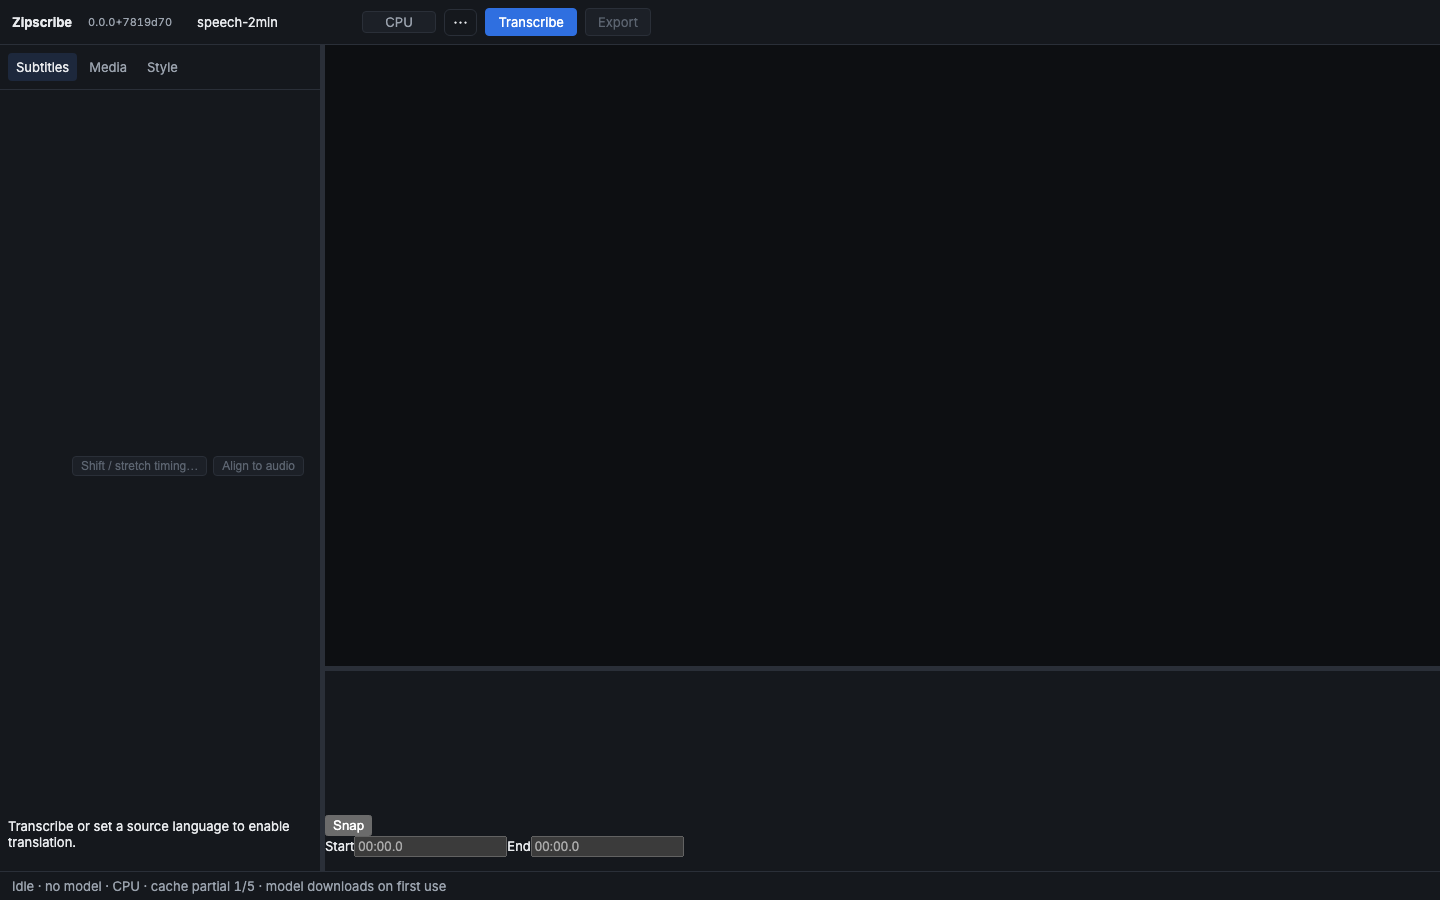 Zipscribe 0.0.0+7819d70 speech-2min CPU ··· Transcribe Export
Subtitles Media Style
Shift / stretch timing… Align to audio
Transcribe or set a source language to enable
translation.
Snap
Start 00:00.0 End 00:00.0
Idle · no model · CPU · cache partial 1/5 · model downloads on first use